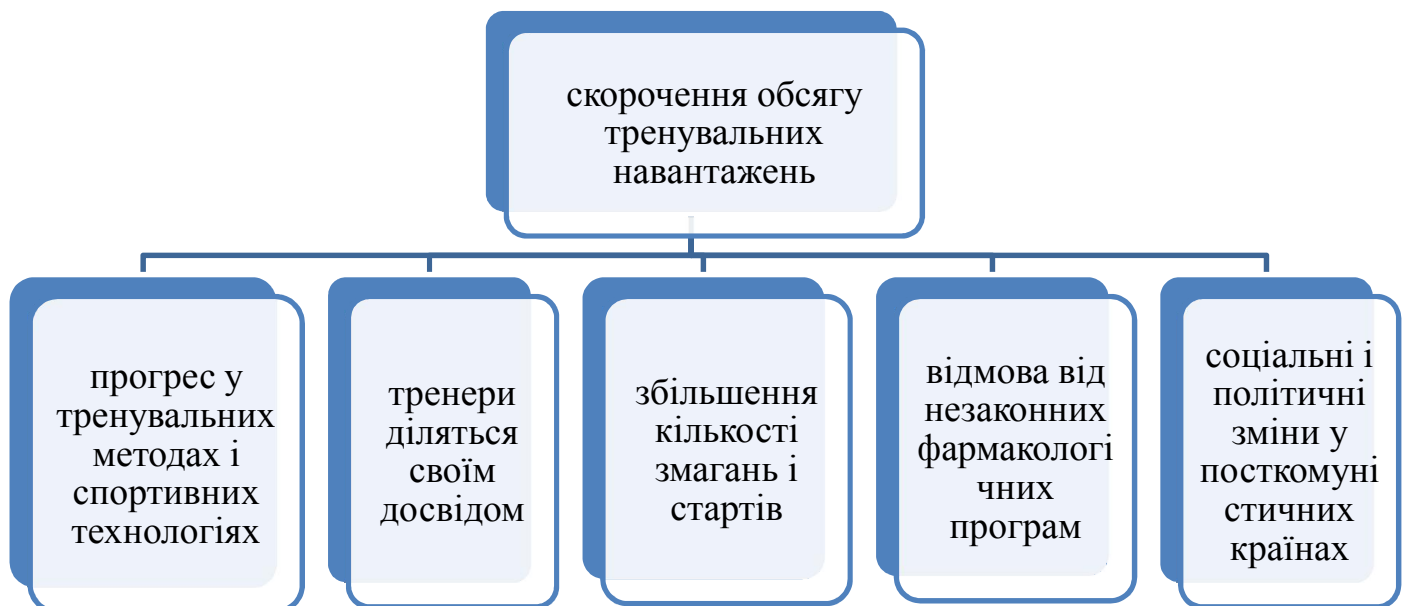 скорочення обсягу
тренувальних
навантажень
прогрес у
тренувальних
методах і
спортивних
технологіях
тренери
діляться
своїм
досвідом
збільшення
кількості
змагань і
стартів
відмова від
незаконних
фармакологі
чних
програм
соціальні і
політичні
зміни у
посткомуні
стичних
країнах